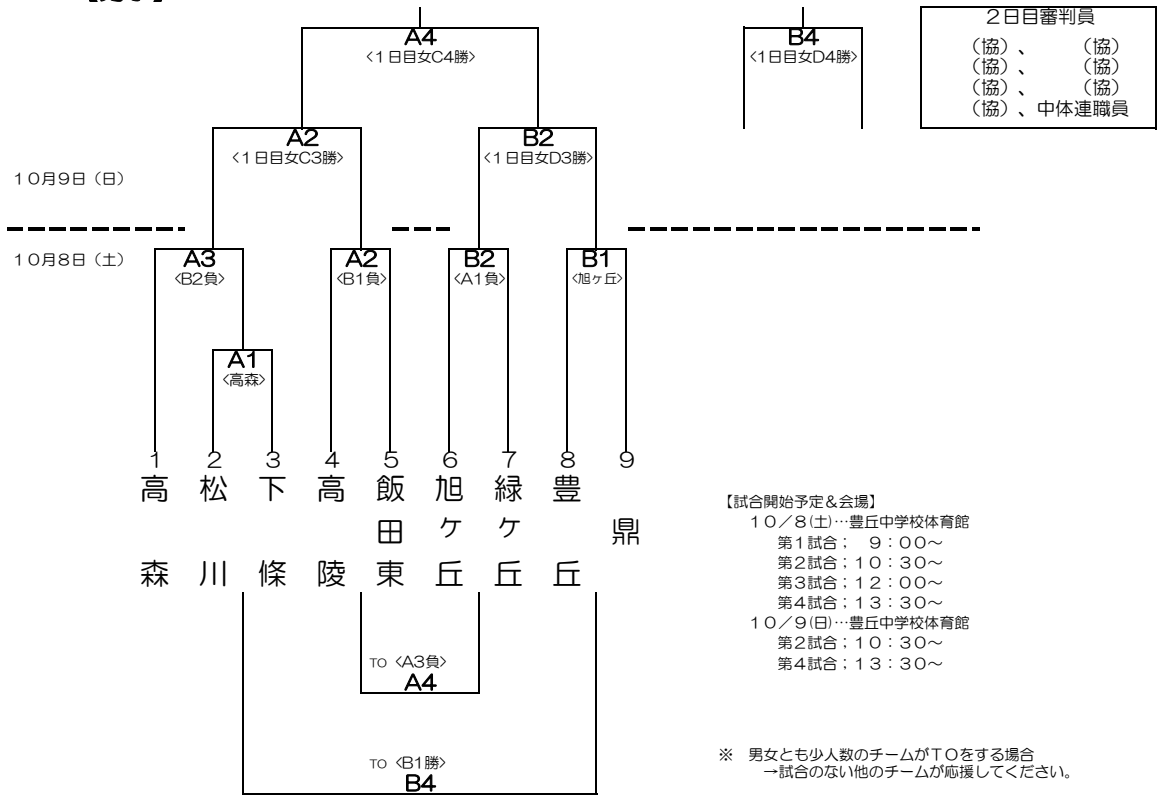 A4
〈1日目女C4勝〉
B4
〈1日目女D4勝〉
2日目審判員
（協）、　　（協）
（協）、　　（協）
（協）、　　（協）
（協）、中体連職員
A2
〈1日目女C3勝〉
B2
〈1日目女D3勝〉
10月9日（日）
10月8日（土）
A3
〈B2負〉
A2
〈B1負〉
B2
〈A1負〉
B1
〈旭ヶ丘〉
A1
〈高森〉
1 2 3 4 5 6 7 8 9
高森
松川
下條
高陵
飯田東
旭ケ丘
緑ケ丘
豊丘
鼎
【試合開始予定＆会場】
10／8(土)…豊丘中学校体育館
第1試合；　9：00～
第2試合；10：30～
第3試合；12：00～
第4試合；13：30～
10／9(日)…豊丘中学校体育館
第2試合；10：30～
第4試合；13：30～
TO 〈A3負〉
A4
TO 〈B1勝〉
B4
※　男女とも少人数のチームがTOをする場合
→試合のない他のチームが応援してください。